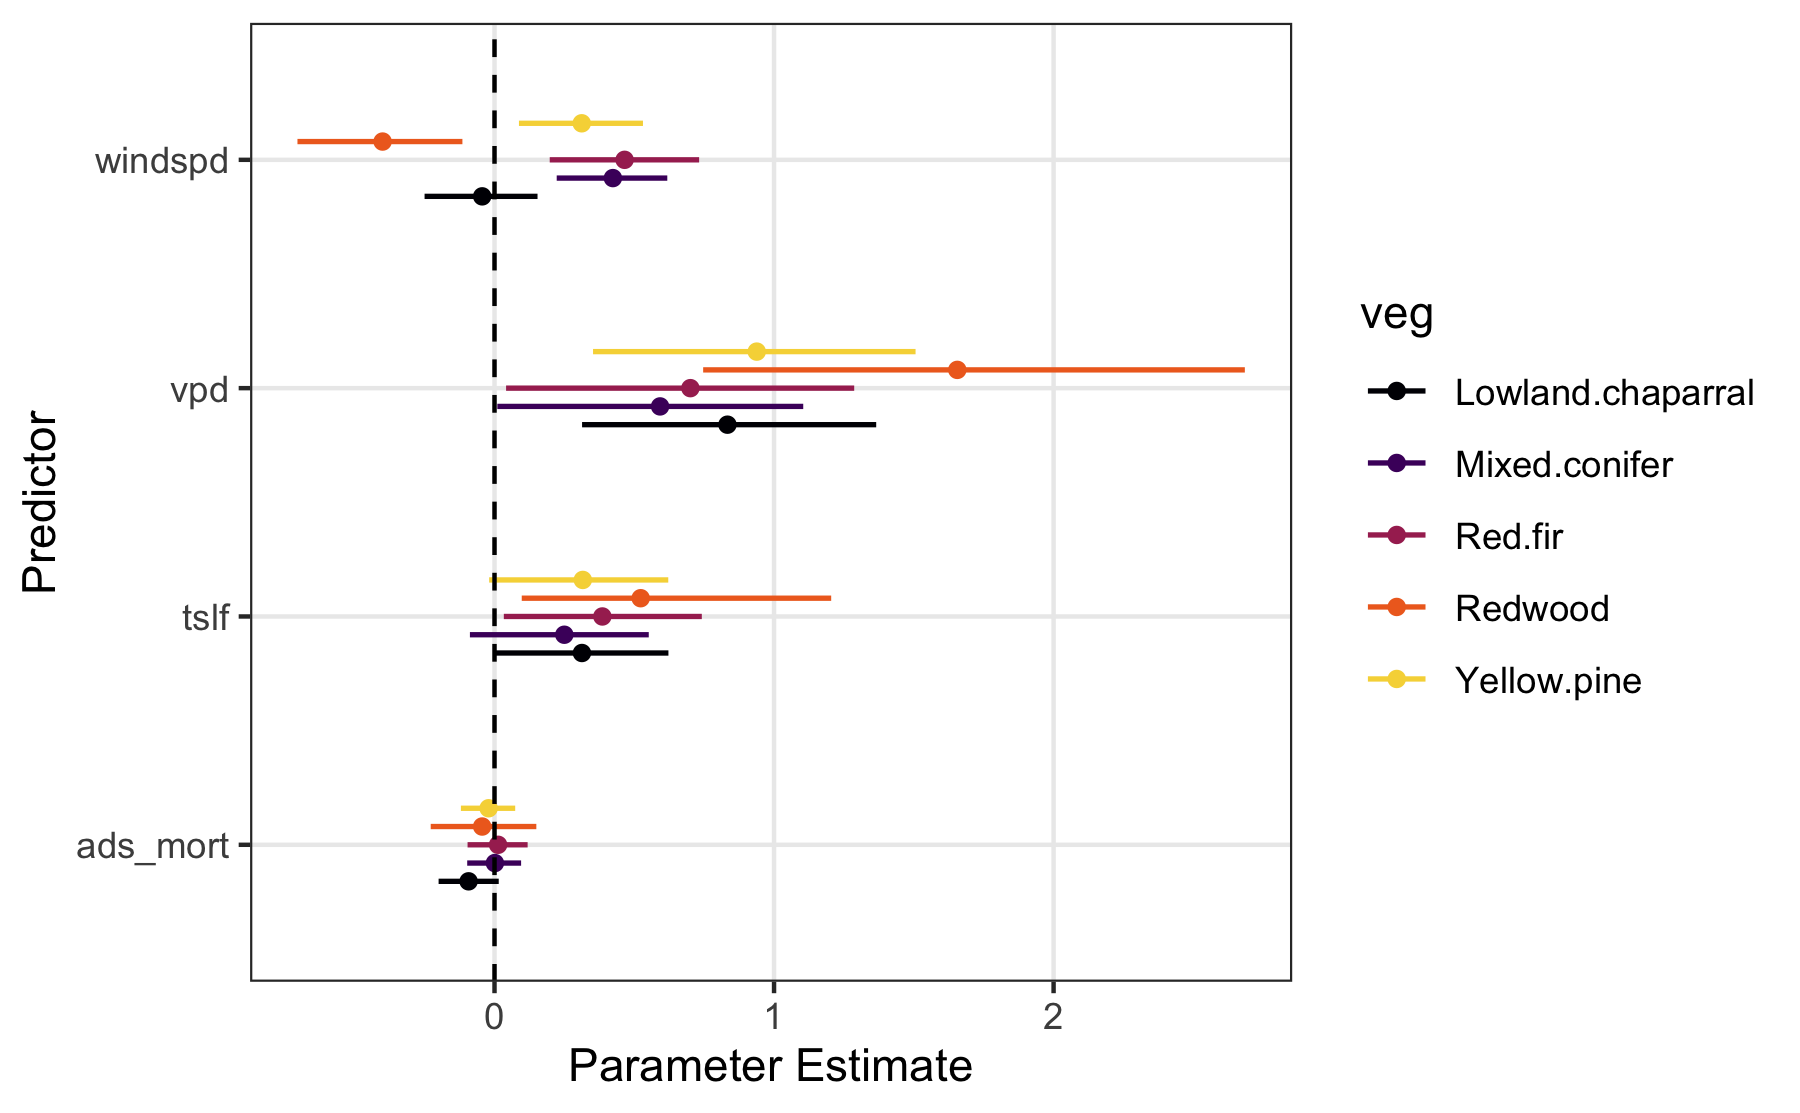 windspd
vpd
tslf
ads_mort
Predictor
0 1 2
Parameter Estimate
veg
Lowland.chaparral
Mixed.conifer
Red.fir
Redwood
Yellow.pine